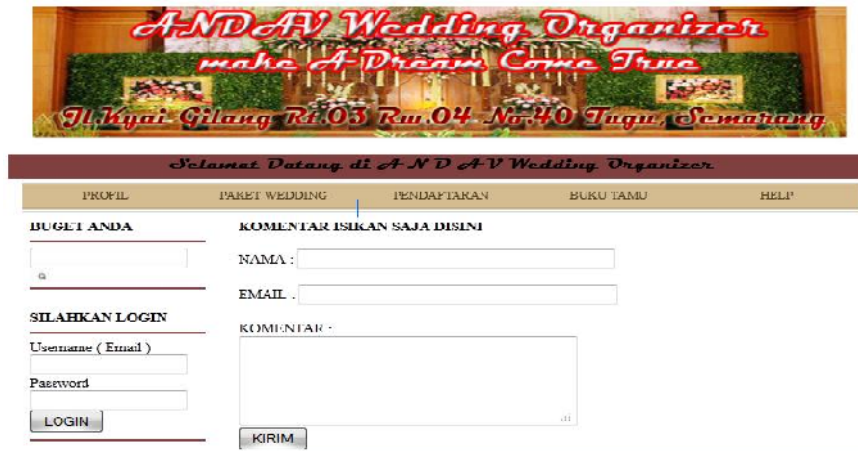 ANDAV Wedding Organizer
make A Dream Come True
Jl.Kyai Gilang Rt.03 Rw.04 No-40 Tugu, Semarang
Selamat Datang di A N D A V Wedding Organizer
PROFIL PAKET WEDDING PENDAFTARAN BUKU TAMU HELP
BUGET ANDA
SILAHKAN LOGIN
Username ( Email )
Password
LOGIN
KOMENTAR ISIKAN SAJA DISINI
NAMA :
EMAIL :
KOMENTAR :
KIRIM